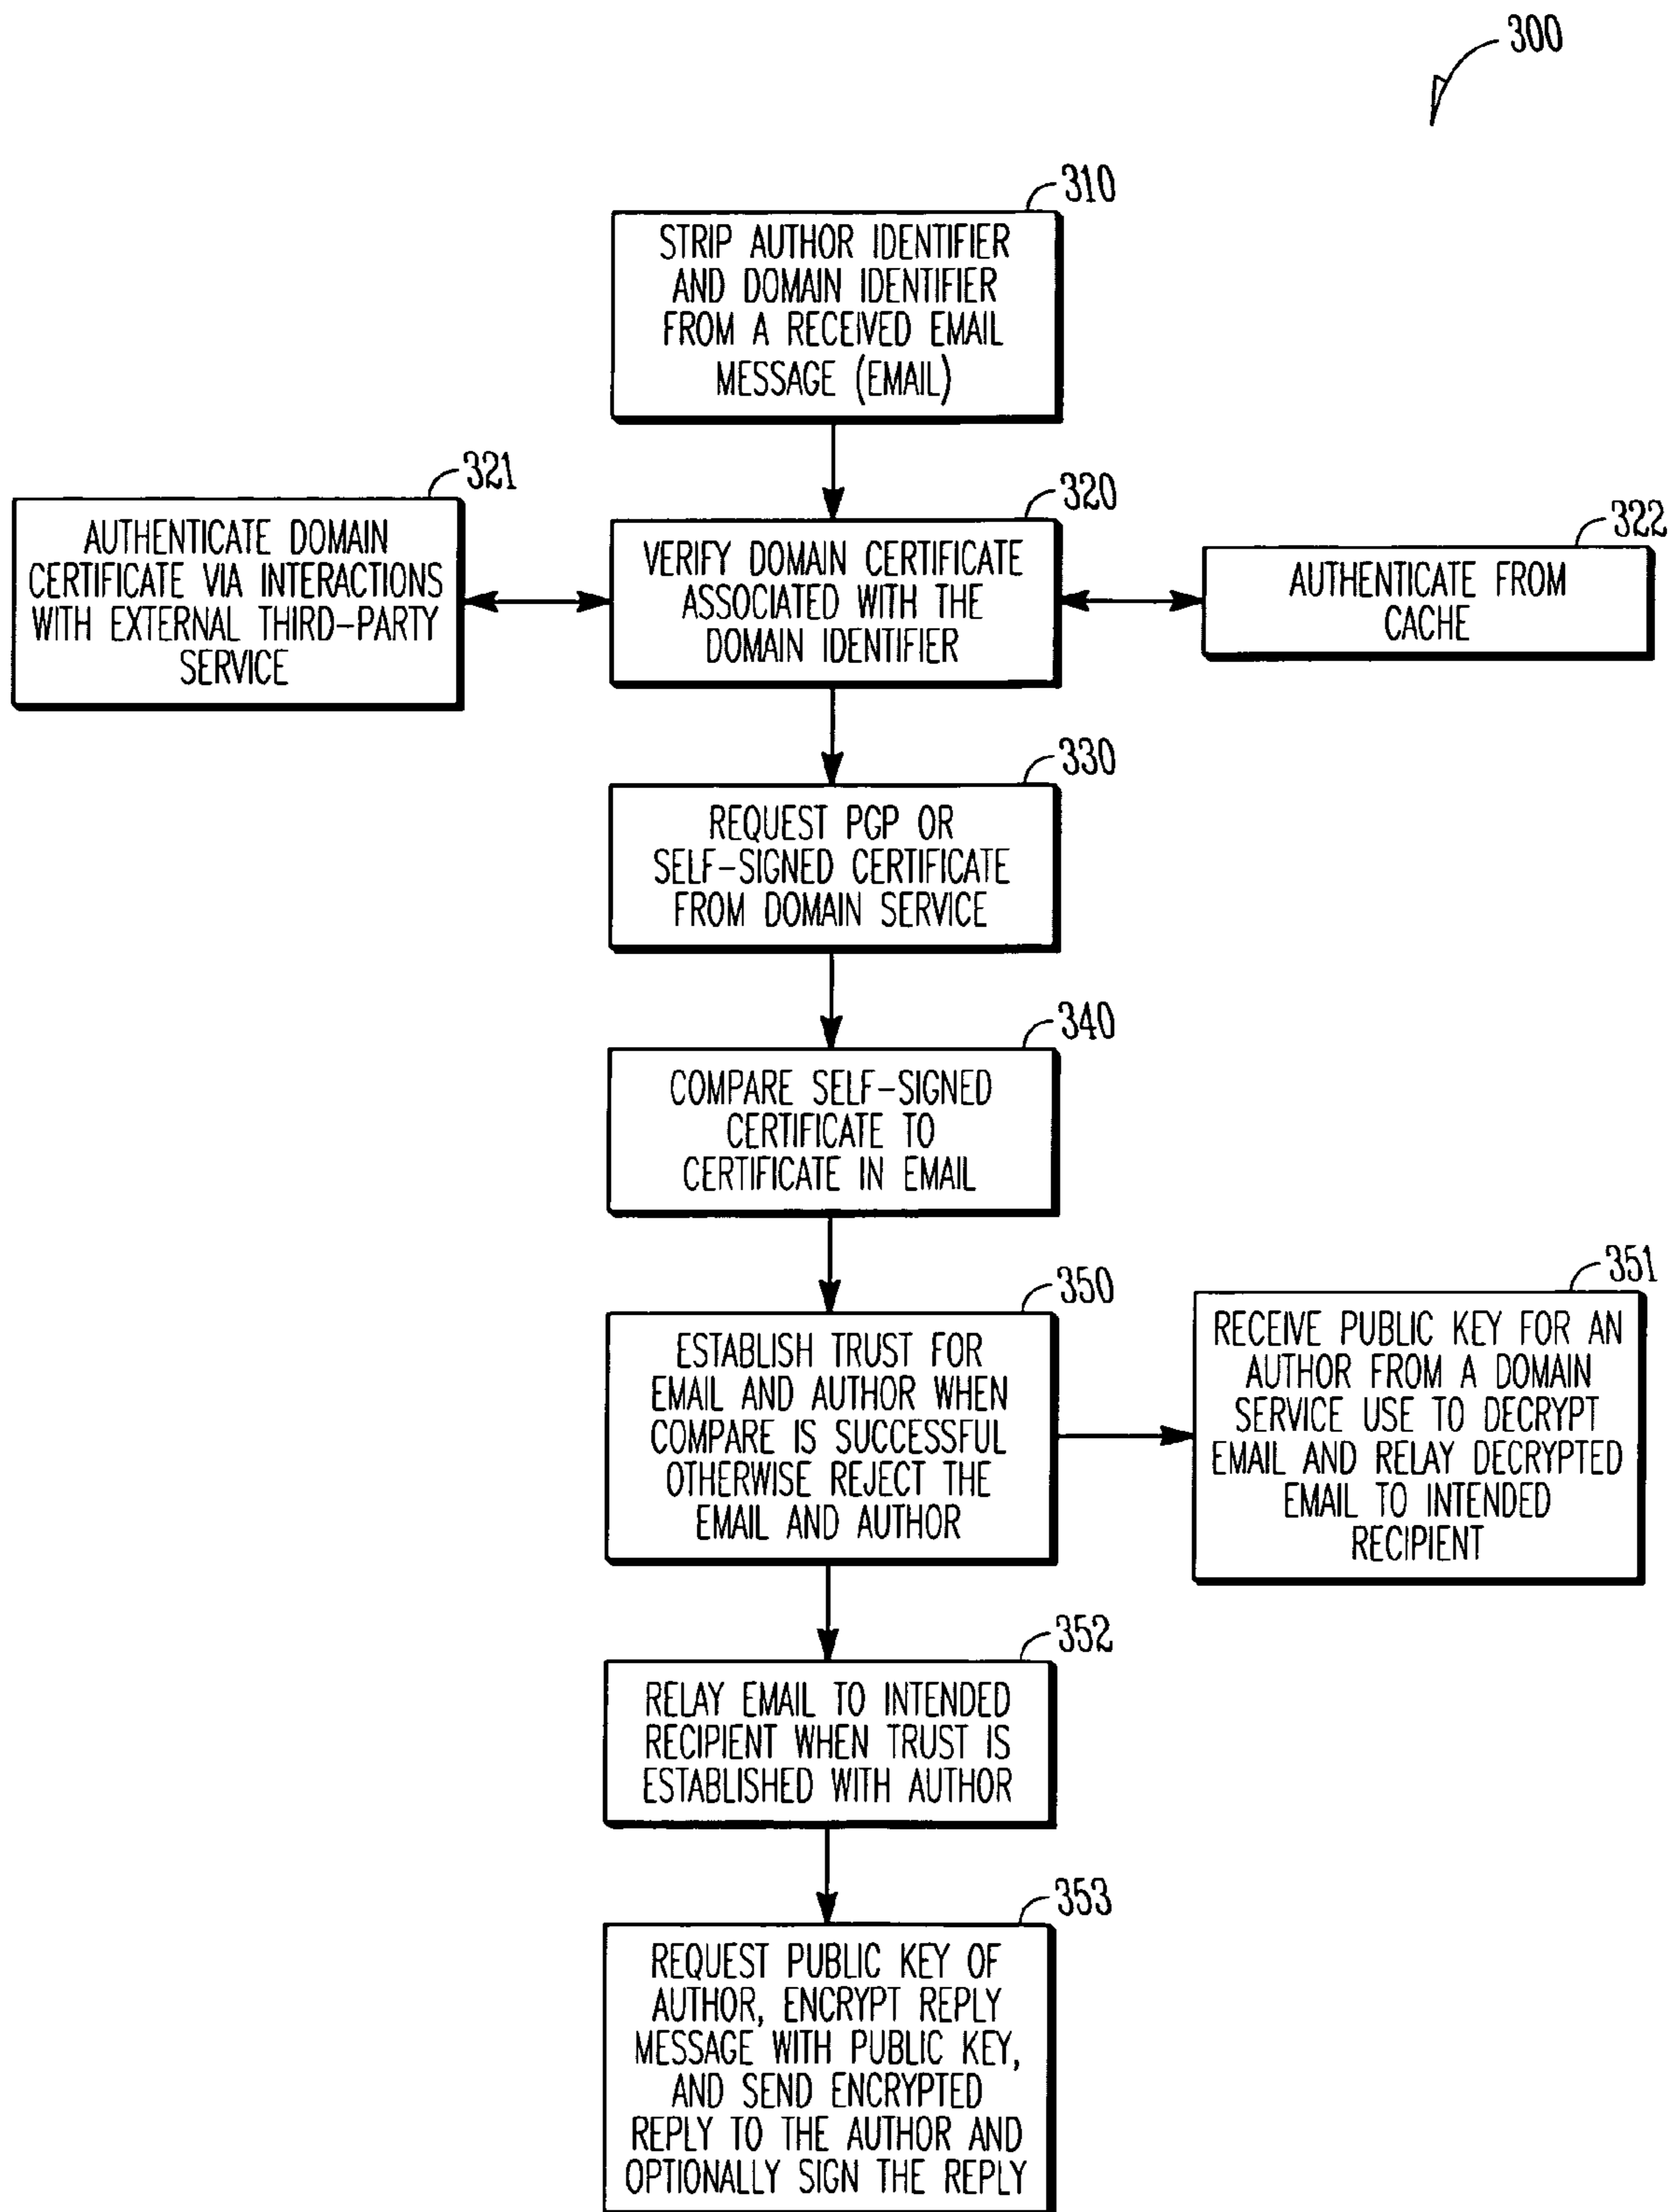 300
310
STRIP AUTHOR IDENTIFIER
AND DOMAIN IDENTIFIER
FROM A RECEIVED EMAIL
MESSAGE (EMAIL)
321
AUTHENTICATE DOMAIN
CERTIFICATE VIA INTERACTIONS
WITH EXTERNAL THIRD-PARTY
SERVICE
320
VERIFY DOMAIN CERTIFICATE
ASSOCIATED WITH THE
DOMAIN IDENTIFIER
322
AUTHENTICATE FROM
CACHE
330
REQUEST PGP OR
SELF-SIGNED CERTIFICATE
FROM DOMAIN SERVICE
340
COMPARE SELF-SIGNED
CERTIFICATE TO
CERTIFICATE IN EMAIL
350
ESTABLISH TRUST FOR
EMAIL AND AUTHOR WHEN
COMPARE IS SUCCESSFUL
OTHERWISE REJECT THE
EMAIL AND AUTHOR
351
RECEIVE PUBLIC KEY FOR AN
AUTHOR FROM A DOMAIN
SERVICE USE TO DECRYPT
EMAIL AND RELAY DECRYPTED
EMAIL TO INTENDED
RECIPIENT
352
RELAY EMAIL TO INTENDED
RECIPIENT WHEN TRUST IS
ESTABLISHED WITH AUTHOR
353
REQUEST PUBLIC KEY OF
AUTHOR, ENCRYPT REPLY
MESSAGE WITH PUBLIC KEY,
AND SEND ENCRYPTED
REPLY TO THE AUTHOR AND
OPTIONALLY SIGN THE REPLY